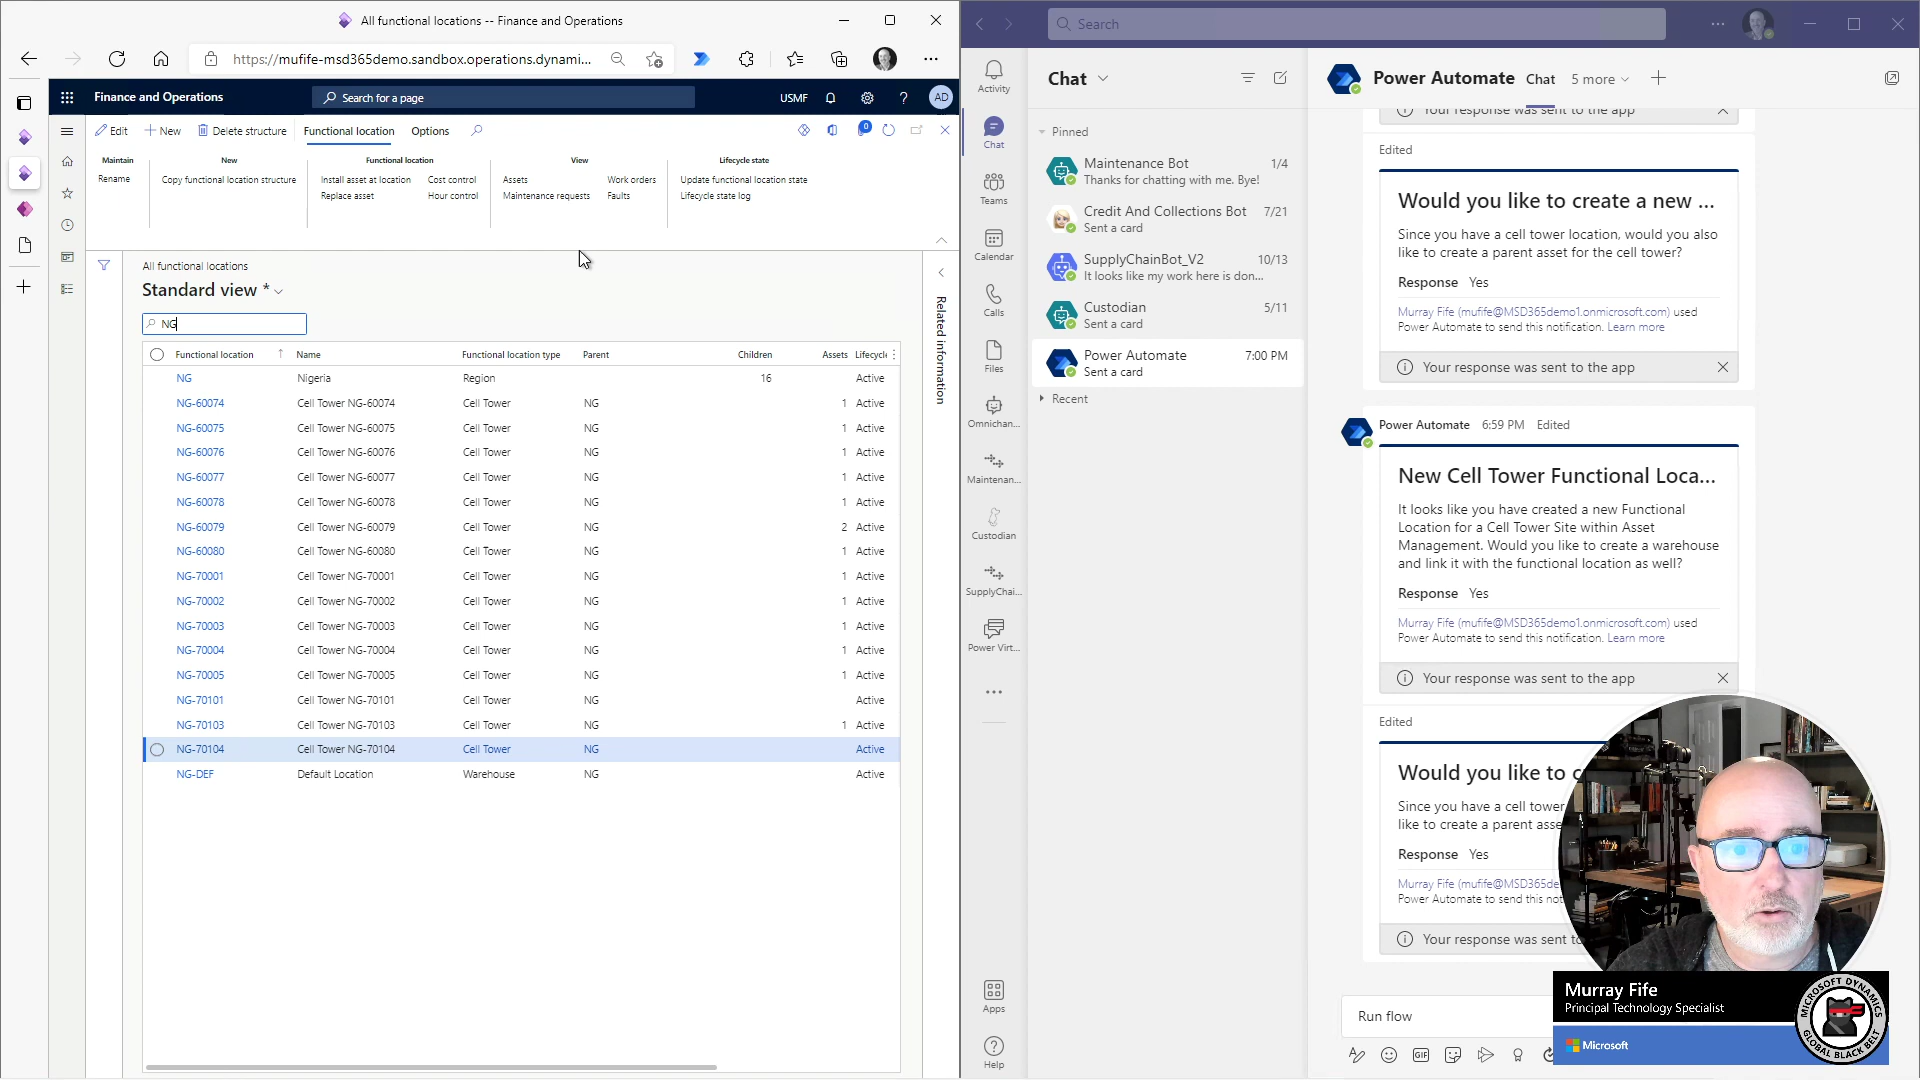 All functional locations -- Finance and Operations
https://mufife-msd365demo.sandbox.operations.dynami...
Finance and Operations
Search for a page
USMF
?
AD
Edit
New
Delete structure
Functional location
Options
0
Maintain
Rename
New
Copy functional location structure
Functional location
Install asset at location
Cost control
Replace asset
Hour control
View
Assets
Work orders
Maintenance requests
Faults
Lifecycle state
Update functional location state
Lifecycle state log
All functional locations
Standard view *
NG
Related information
Functional location Name Functional location type Parent Children Assets Lifecycle
NG Nigeria Region 16 Active
NG-60074 Cell Tower NG-60074 Cell Tower NG 1 Active
NG-60075 Cell Tower NG-60075 Cell Tower NG 1 Active
NG-60076 Cell Tower NG-60076 Cell Tower NG 1 Active
NG-60077 Cell Tower NG-60077 Cell Tower NG 1 Active
NG-60078 Cell Tower NG-60078 Cell Tower NG 1 Active
NG-60079 Cell Tower NG-60079 Cell Tower NG 2 Active
NG-60080 Cell Tower NG-60080 Cell Tower NG 1 Active
NG-70001 Cell Tower NG-70001 Cell Tower NG 1 Active
NG-70002 Cell Tower NG-70002 Cell Tower NG 1 Active
NG-70003 Cell Tower NG-70003 Cell Tower NG 1 Active
NG-70004 Cell Tower NG-70004 Cell Tower NG 1 Active
NG-70005 Cell Tower NG-70005 Cell Tower NG 1 Active
NG-70101 Cell Tower NG-70101 Cell Tower NG Active
NG-70103 Cell Tower NG-70103 Cell Tower NG 1 Active
NG-70104 Cell Tower NG-70104 Cell Tower NG Active
NG-DEF Default Location Warehouse NG Active
Search
Activity
Chat
Teams
Calendar
Calls
Files
Omnichan...
Maintenan...
Custodian
SupplyChai...
Power Virt...
Apps
Help
Chat
Pinned
Maintenance Bot 1/4
Thanks for chatting with me. Bye!
Credit And Collections Bot 7/21
Sent a card
SupplyChainBot_V2 10/13
It looks like my work here is don...
Custodian 5/11
Sent a card
Power Automate 7:00 PM
Sent a card
Recent
Power Automate Chat 5 more
Your response was sent to the app
Edited
Would you like to create a new ...
Since you have a cell tower location, would you also
like to create a parent asset for the cell tower?
Response Yes
Murray Fife (mufife@MSD365demo1.onmicrosoft.com) used
Power Automate to send this notification. Learn more
Your response was sent to the app
Power Automate 6:59 PM Edited
New Cell Tower Functional Loca...
It looks like you have created a new Functional
Location for a Cell Tower Site within Asset
Management. Would you like to create a warehouse
and link it with the functional location as well?
Response Yes
Murray Fife (mufife@MSD365demo1.onmicrosoft.com) used
Power Automate to send this notification. Learn more
Your response was sent to the app
Edited
Would you like to c
Since you have a cell tower
like to create a parent asse
Response Yes
Murray Fife (mufife@MSD365de
Power Automate to send this not
Your response was sent to
Run flow
GIF
Murray Fife
Principal Technology Specialist
Microsoft
MICROSOFT DYNAMICS
GLOBAL BLACK BELT